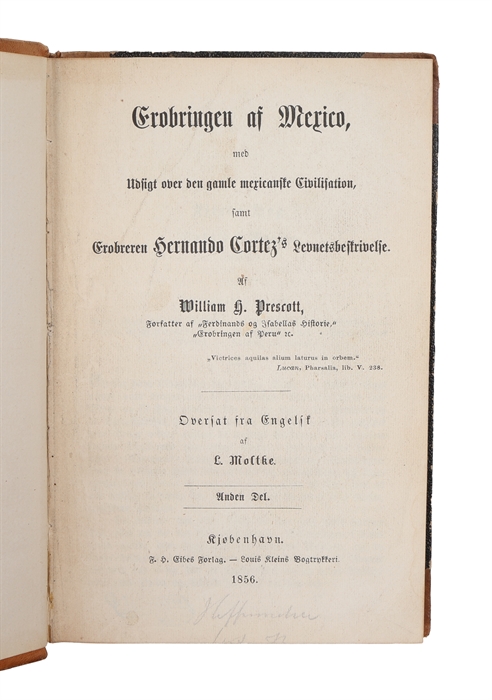 Erobringen af Mexico,
med
Udsigt over den gamle mexicanske Civilisation,
samt
Erobreren Hernando Cortez's Levnetsbeskrivelse.
Af
William H. Prescott,
Forfatter af „Ferdinands og Isabellas Historie,“
„Erobringen af Peru“ ꝛc.
„Victrices aquilas alium laturus in orbem.“
Lucan, Pharsalia, lib. V. 238.
Oversat fra Engelsk
af
L. Moltke.
Anden Del.
Kjøbenhavn.
F. H. Eibes Forlag. — Louis Kleins Bogtrykkeri.
1856.